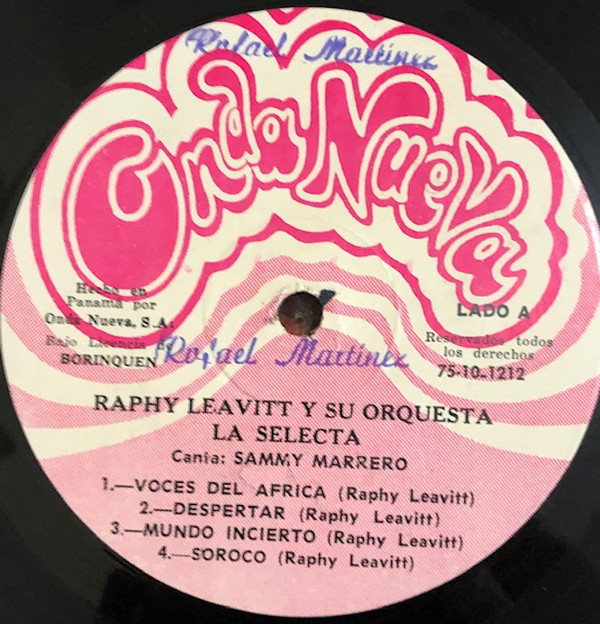 Rafael Martinez
Onda Nueva
Hecho en
Panamá por
Onda Nueva, S.A.
Bajo Licencia
BORINQUEN
LADO A
Reservados todos
los derechos
75-10-1212
Rafael Martinez
RAPHY LEAVITT Y SU ORQUESTA
LA SELECTA
Canta: SAMMY MARRERO
1.—VOCES DEL AFRICA (Raphy Leavitt)
2.—DESPERTAR (Raphy Leavitt)
3.—MUNDO INCIERTO (Raphy Leavitt)
4.—SOROCO (Raphy Leavitt)